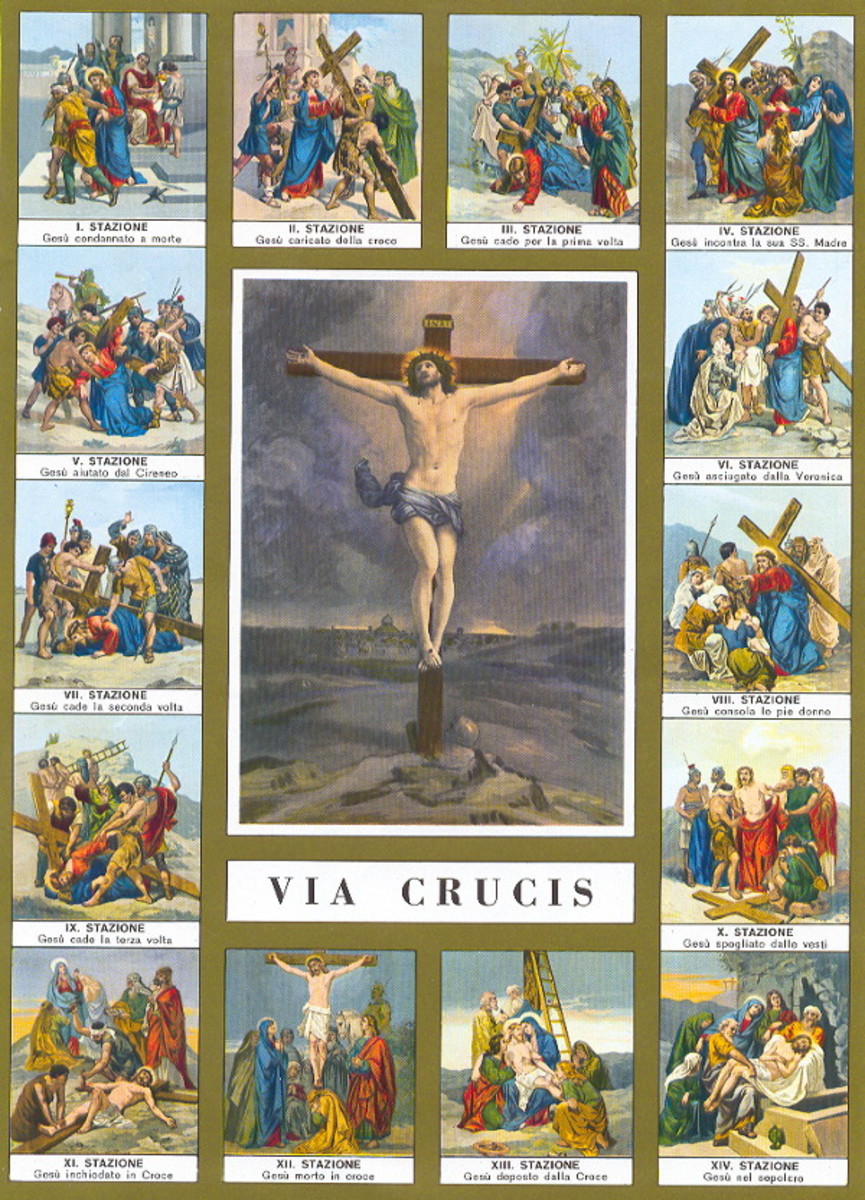 I. STAZIONE
Gesù condannato a morte
II. STAZIONE
Gesù caricato della croce
III. STAZIONE
Gesù cade per la prima volta
IV. STAZIONE
Gesù incontra la sua SS. Madre
INRI
V. STAZIONE
Gesù aiutato dal Cireneo
VI. STAZIONE
Gesù asciugato dalla Veronica
VII. STAZIONE
Gesù cade la seconda volta
VIII. STAZIONE
Gesù consola le pie donne
IX. STAZIONE
Gesù cade la terza volta
VIA CRUCIS
X. STAZIONE
Gesù spogliato delle vesti
XI. STAZIONE
Gesù inchiodato in Croce
XII. STAZIONE
Gesù morto in croce
XIII. STAZIONE
Gesù deposto dalla Croce
XIV. STAZIONE
Gesù nel sepolcro